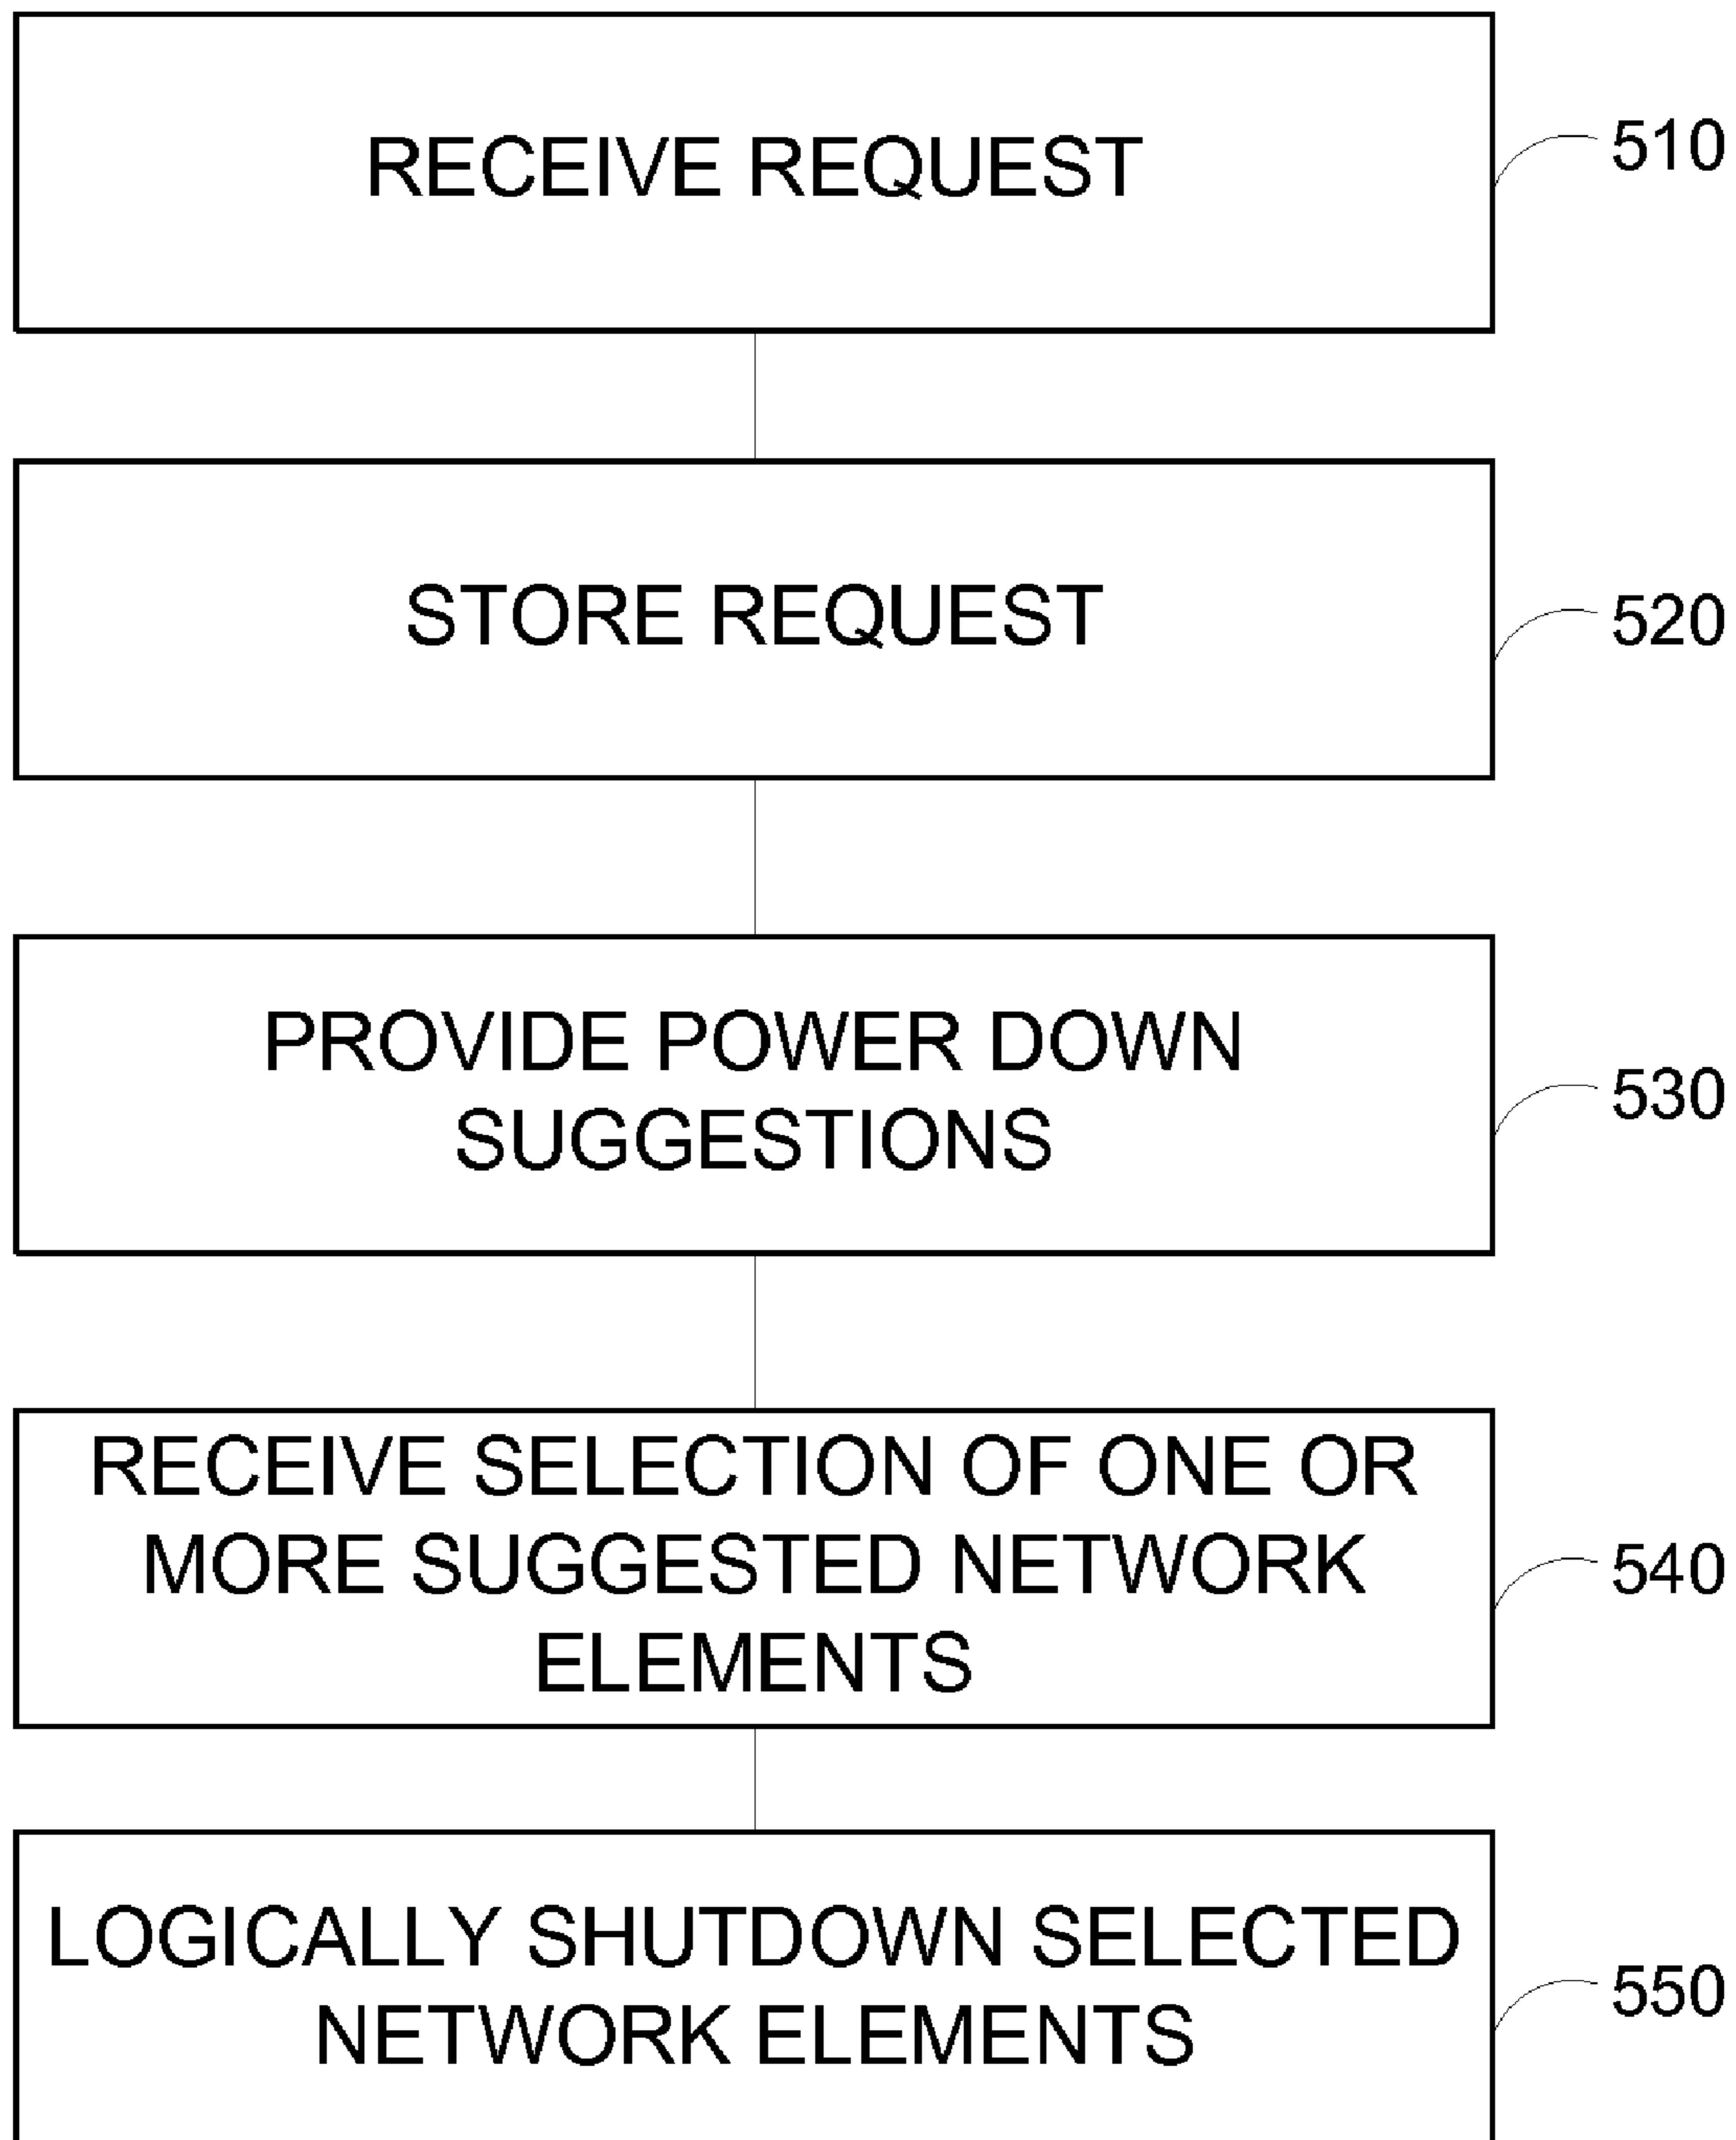 RECEIVE REQUEST
510
STORE REQUEST
520
PROVIDE POWER DOWN
SUGGESTIONS
530
RECEIVE SELECTION OF ONE OR
MORE SUGGESTED NETWORK
ELEMENTS
540
LOGICALLY SHUTDOWN SELECTED
NETWORK ELEMENTS
550